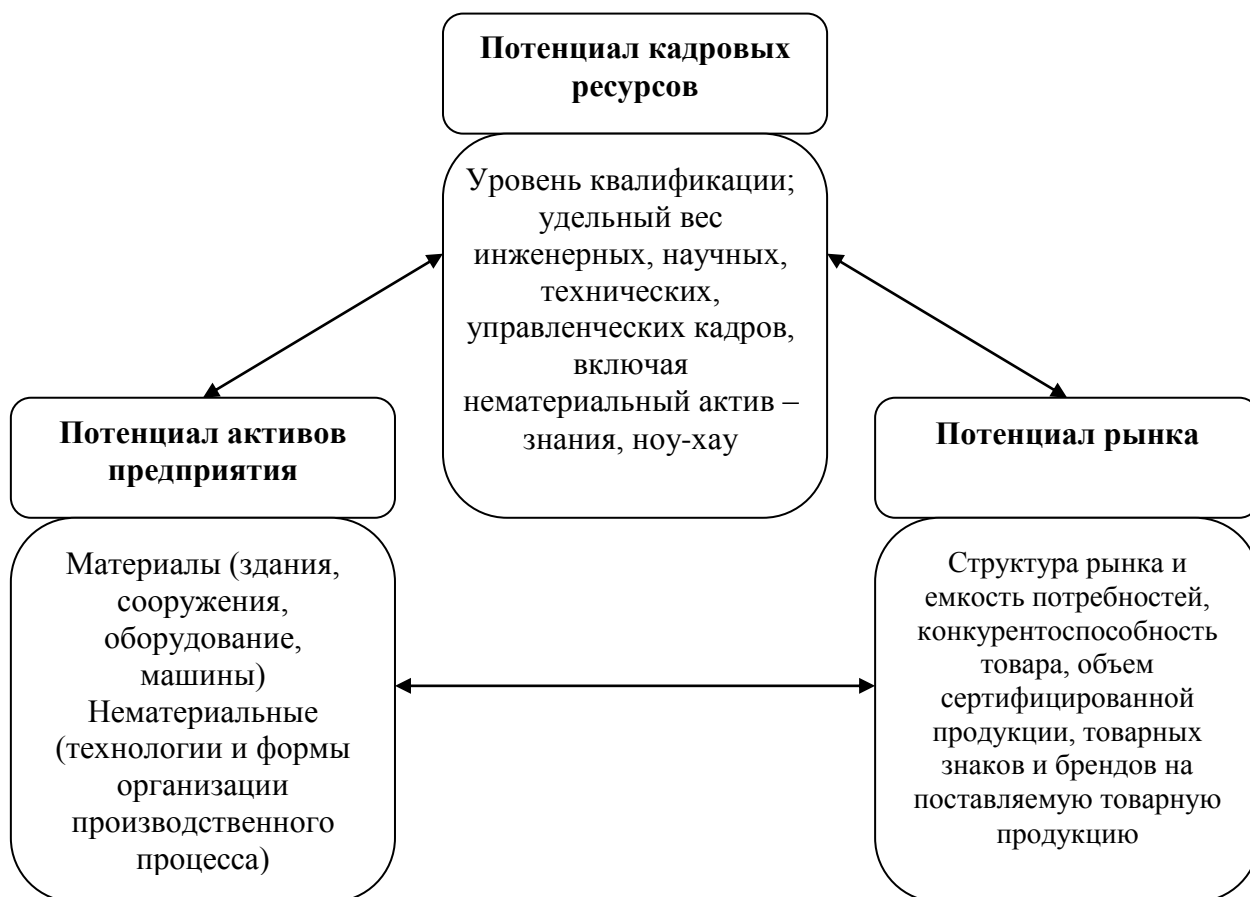 Потенциал кадровых
ресурсов
Уровень квалификации;
удельный вес
инженерных, научных,
технических,
управленческих кадров,
включая
нематериальный актив –
знания, ноу-хау
Потенциал активов
предприятия
Материалы (здания,
сооружения,
оборудование,
машины)
Нематериальные
(технологии и формы
организации
производственного
процесса)
Потенциал рынка
Структура рынка и
емкость потребностей,
конкурентоспособность
товара, объем
сертифицированной
продукции, товарных
знаков и брендов на
поставляемую товарную
продукцию